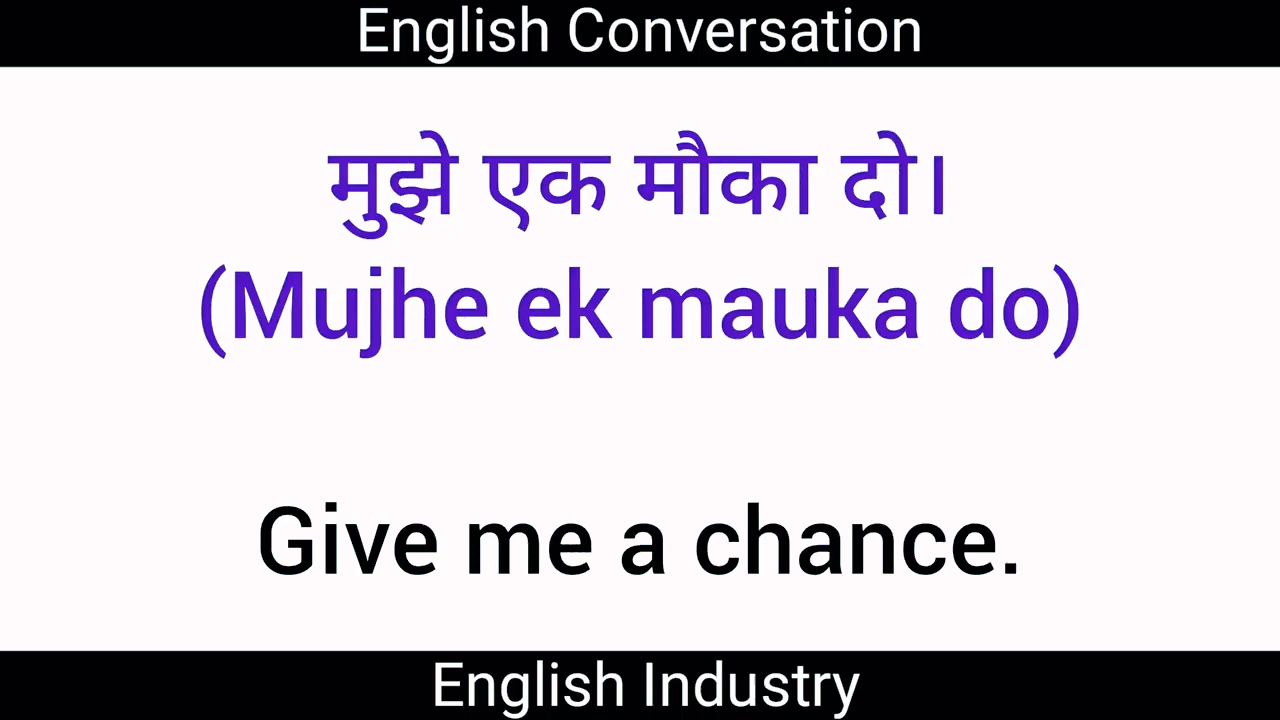 English Conversation
मुझे एक मौका दो।
(Mujhe ek mauka do)
Give me a chance.
English Industry